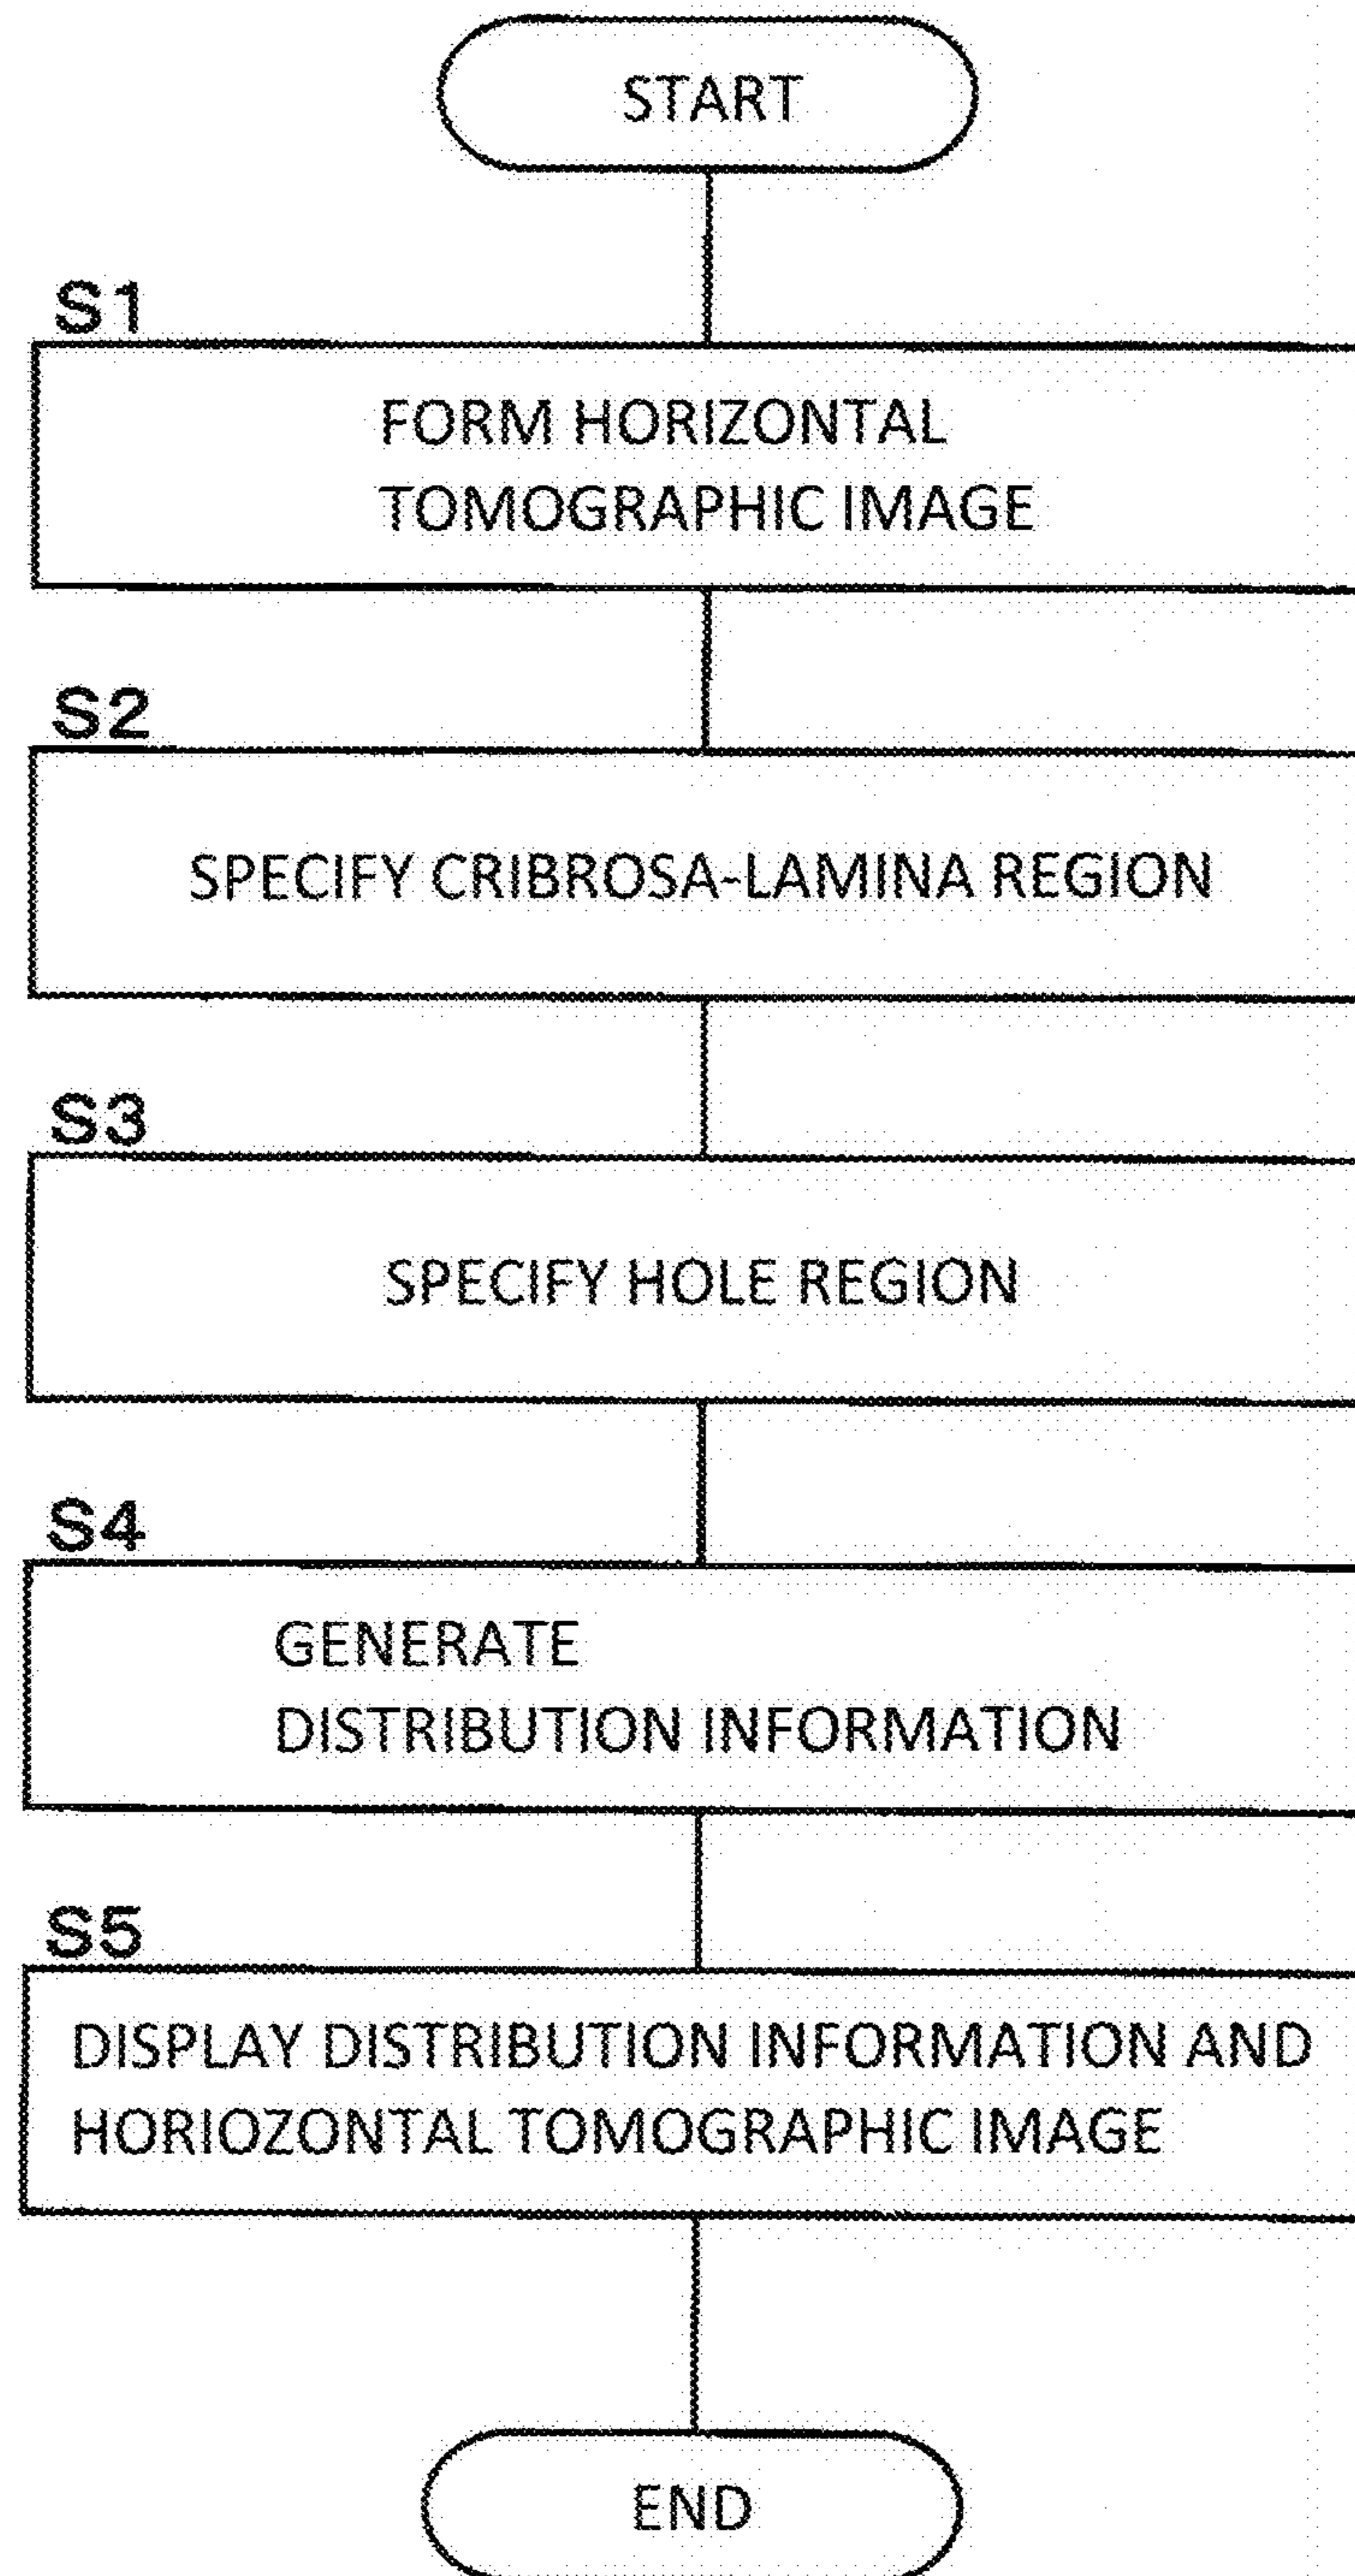 START
S1
FORM HORIZONTAL
TOMOGRAPHIC IMAGE
S2
SPECIFY CRIBROSA-LAMINA REGION
S3
SPECIFY HOLE REGION
S4
GENERATE
DISTRIBUTION INFORMATION
S5
DISPLAY DISTRIBUTION INFORMATION AND
HORIOZONTAL TOMOGRAPHIC IMAGE
END